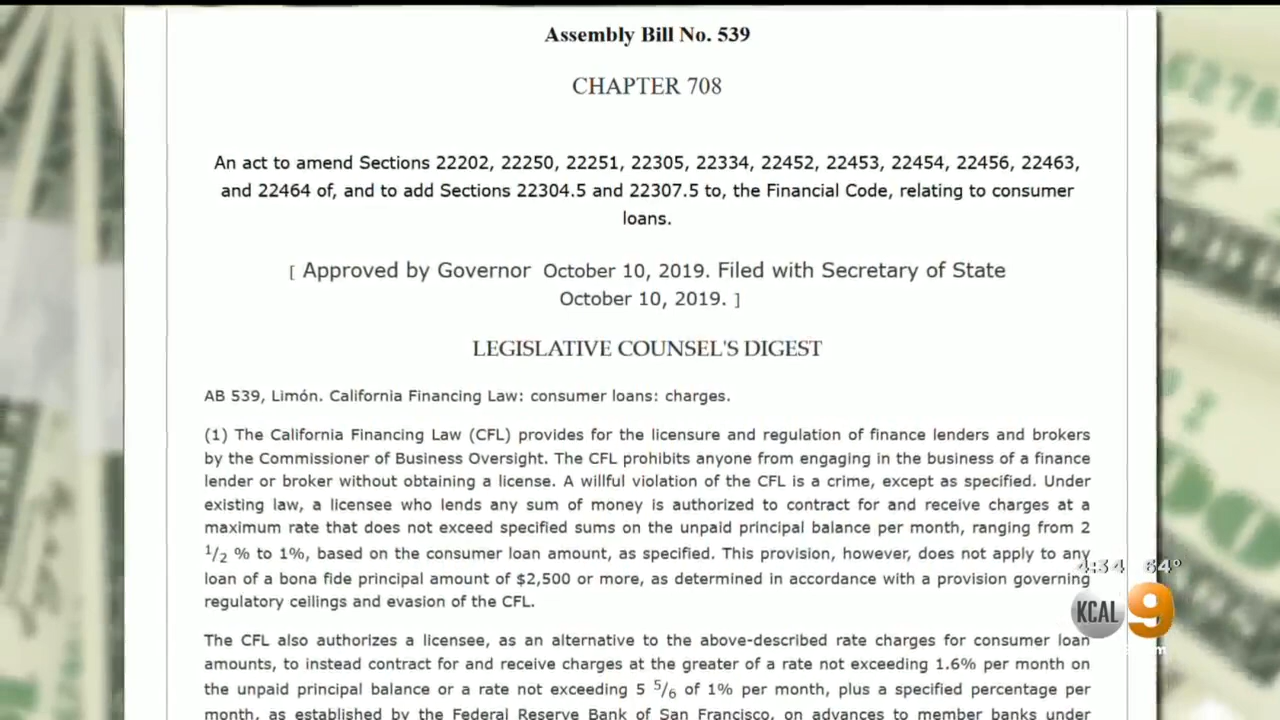 Assembly Bill No. 539
CHAPTER 708
An act to amend Sections 22202, 22250, 22251, 22305, 22334, 22452, 22453, 22454, 22456, 22463,
and 22464 of, and to add Sections 22304.5 and 22307.5 to, the Financial Code, relating to consumer
loans.
[ Approved by Governor October 10, 2019. Filed with Secretary of State
October 10, 2019. ]
LEGISLATIVE COUNSEL'S DIGEST
AB 539, Limón. California Financing Law: consumer loans: charges.
(1) The California Financing Law (CFL) provides for the licensure and regulation of finance lenders and brokers
by the Commissioner of Business Oversight. The CFL prohibits anyone from engaging in the business of a finance
lender or broker without obtaining a license. A willful violation of the CFL is a crime, except as specified. Under
existing law, a licensee who lends any sum of money is authorized to contract for and receive charges at a
maximum rate that does not exceed specified sums on the unpaid principal balance per month, ranging from 2
1/2 % to 1%, based on the consumer loan amount, as specified. This provision, however, does not apply to any
loan of a bona fide principal amount of $2,500 or more, as determined in accordance with a provision governing
regulatory ceilings and evasion of the CFL.
The CFL also authorizes a licensee, as an alternative to the above-described rate charges for consumer loan
amounts, to instead contract for and receive charges at the greater of a rate not exceeding 1.6% per month on
the unpaid principal balance or a rate not exceeding 5 5/6 of 1% per month, plus a specified percentage per
month, as established by the Federal Reserve Bank of San Francisco, on advances to member banks under
4:34 64°
KCAL 9